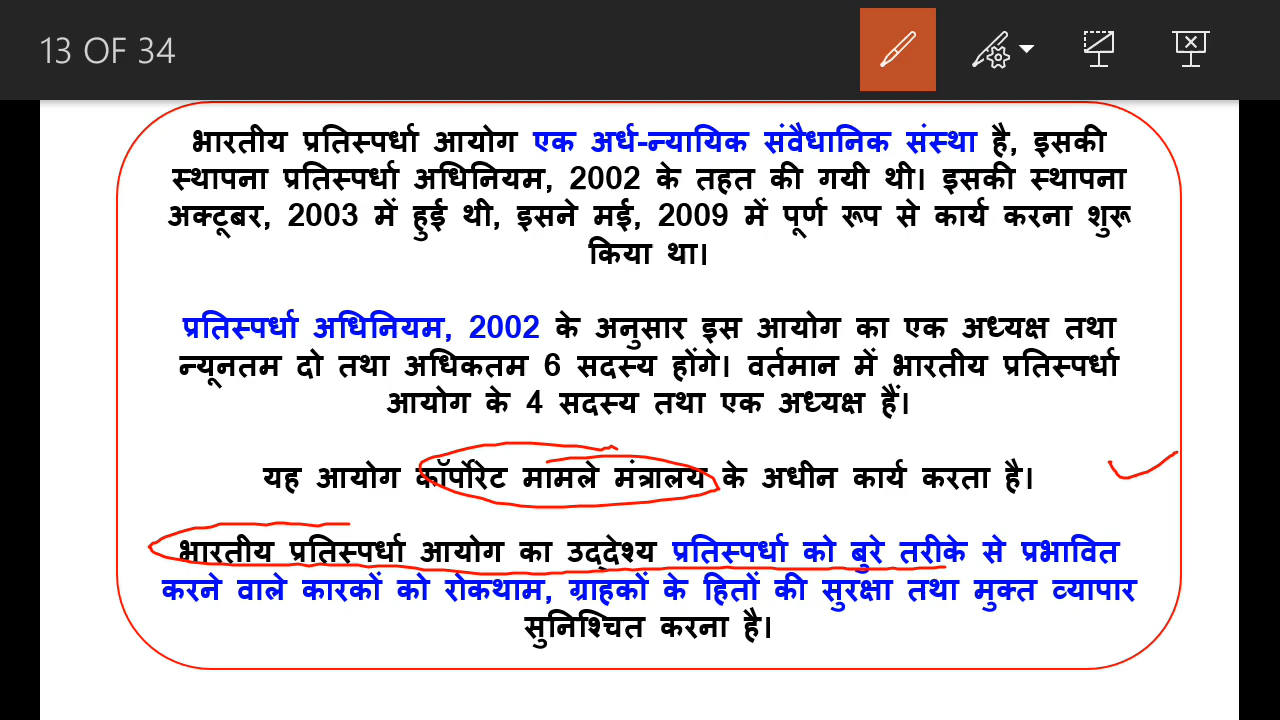 13 OF 34
भारतीय प्रतिस्पर्धा आयोग एक अर्ध-न्यायिक संवैधानिक संस्था है, इसकी
स्थापना प्रतिस्पर्धा अधिनियम, 2002 के तहत की गयी थी। इसकी स्थापना
अक्टूबर, 2003 में हुई थी, इसने मई, 2009 में पूर्ण रूप से कार्य करना शुरू
किया था।
प्रतिस्पर्धा अधिनियम, 2002 के अनुसार इस आयोग का एक अध्यक्ष तथा
न्यूनतम दो तथा अधिकतम 6 सदस्य होंगे। वर्तमान में भारतीय प्रतिस्पर्धा
आयोग के 4 सदस्य तथा एक अध्यक्ष हैं।
यह आयोग कॉर्पोरेट मामले मंत्रालय के अधीन कार्य करता है।
भारतीय प्रतिस्पर्धा आयोग का उद्देश्य प्रतिस्पर्धा को बुरे तरीके से प्रभावित
करने वाले कारकों को रोकथाम, ग्राहकों के हितों की सुरक्षा तथा मुक्त व्यापार
सुनिश्चित करना है।